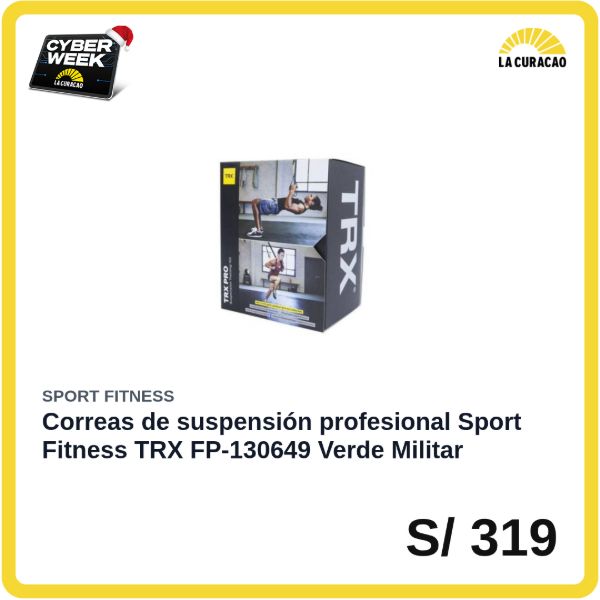 CYBER
WEEK
LA CURACAO
LA CURACAO
TRX
TRX
TRX PRO
SPORT FITNESS
Correas de suspensión profesional Sport
Fitness TRX FP-130649 Verde Militar
S/ 319